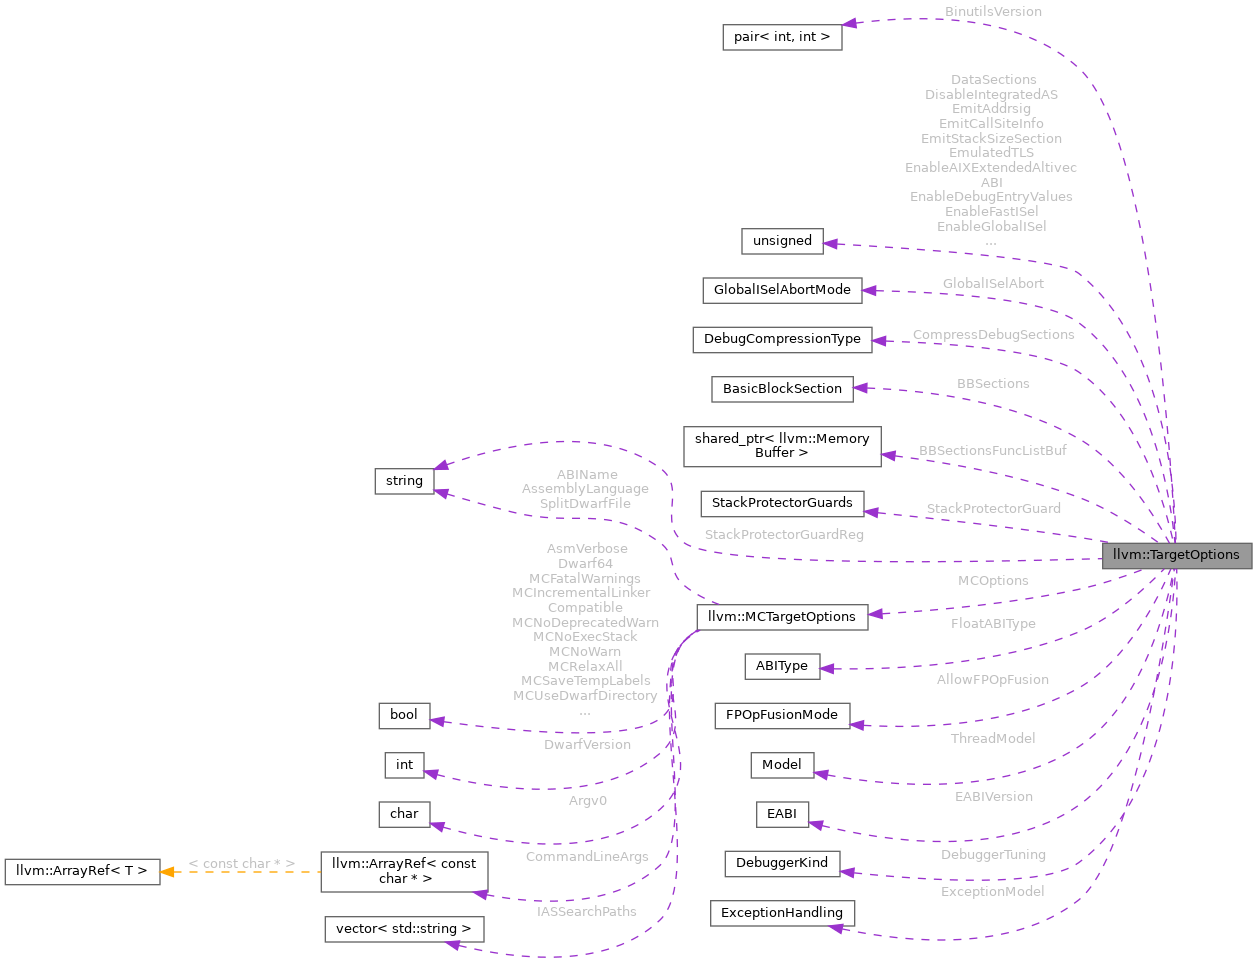 BinutilsVersion
pair< int, int >
DataSections
DisableIntegratedAS
EmitAddrsig
EmitCallSiteInfo
EmitStackSizeSection
EmulatedTLS
EnableAIXExtendedAltivec
ABI
EnableDebugEntryValues
EnableFastISel
EnableGlobalISel
...
unsigned
GlobalISelAbort
GlobalISelAbortMode
CompressDebugSections
DebugCompressionType
BBSections
BasicBlockSection
shared_ptr< llvm::Memory
Buffer >
BBSectionsFuncListBuf
string
ABIName
AssemblyLanguage
SplitDwarfFile
StackProtectorGuards
StackProtectorGuard
StackProtectorGuardReg
llvm::TargetOptions
AsmVerbose
Dwarf64
MCFatalWarnings
MCIncrementalLinker
Compatible
MCNoDeprecatedWarn
MCNoExecStack
MCNoWarn
MCRelaxAll
MCSaveTempLabels
MCUseDwarfDirectory
...
MCOptions
llvm::MCTargetOptions
FloatABIType
ABIType
AllowFPOpFusion
FPOpFusionMode
bool
DwarfVersion
ThreadModel
int
Model
Argv0
EABIVersion
char
EABI
CommandLineArgs
DebuggerTuning
llvm::ArrayRef< T >
< const char * >
llvm::ArrayRef< const
char * >
DebuggerKind
ExceptionModel
IASSearchPaths
ExceptionHandling
vector< std::string >